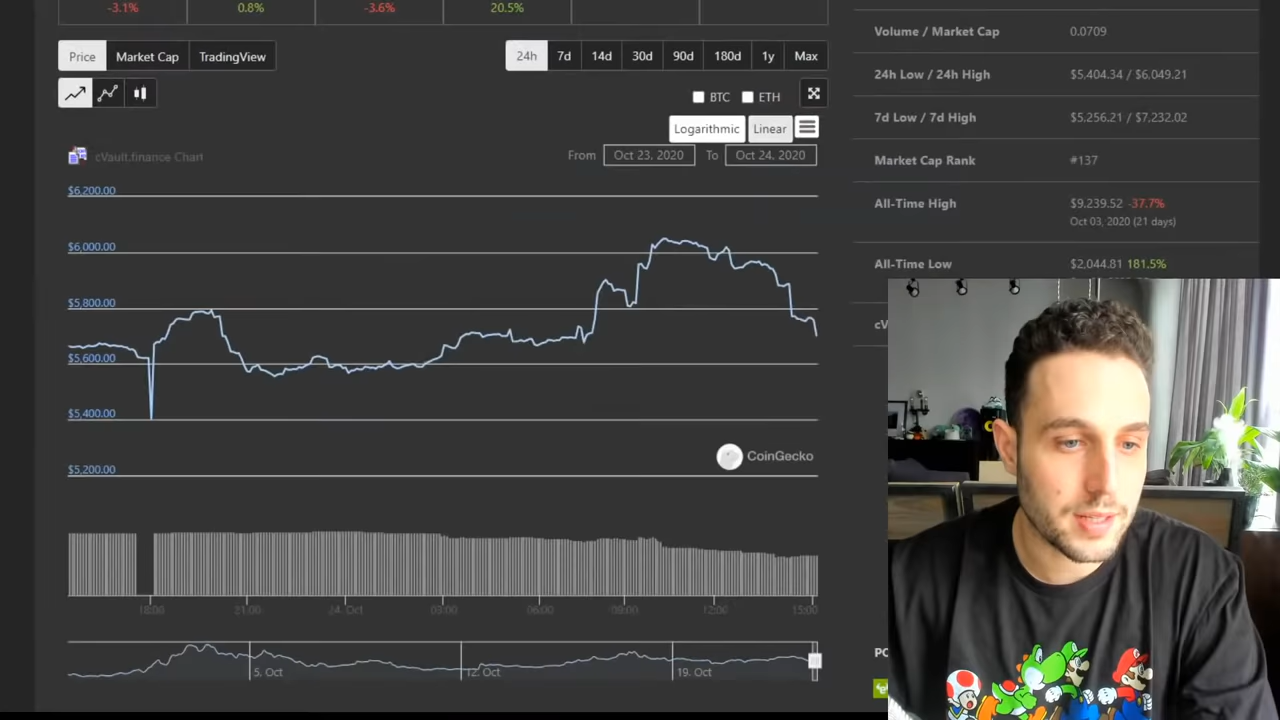 -3.1% 0.8% -3.6% 20.5%
Price Market Cap TradingView
24h 7d 14d 30d 90d 180d 1y Max
BTC ETH
Logarithmic Linear
cVault.finance Chart
From Oct 23, 2020 To Oct 24, 2020
$6,200.00
$6,000.00
$5,800.00
$5,600.00
$5,400.00
$5,200.00
CoinGecko
18:00 21:00 24. Oct 03:00 06:00 09:00 12:00 15:00
5. Oct 12. Oct 19. Oct
Volume / Market Cap 0.0709
24h Low / 24h High $5,404.34 / $6,049.21
7d Low / 7d High $5,256.21 / $7,232.02
Market Cap Rank #137
All-Time High $9,239.52 -37.7%
Oct 03, 2020 (21 days)
All-Time Low $2,044.81 181.5%